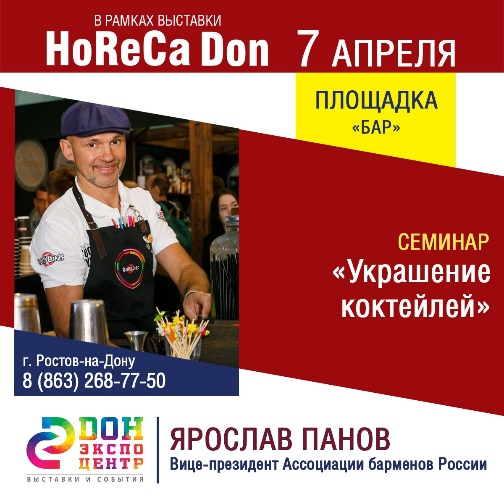 В РАМКАХ ВЫСТАВКИ
HoReCa Don 7 АПРЕЛЯ
ПЛОЩАДКА
«БАР»
СЕМИНАР
«Украшение
коктейлей»
г. Ростов-на-Дону
8 (863) 268-77-50
ДОН
ЭКСПО
ЦЕНТР
ВЫСТАВКИ И СОБЫТИЯ
ЯРОСЛАВ ПАНОВ
Вице-президент Ассоциации барменов России